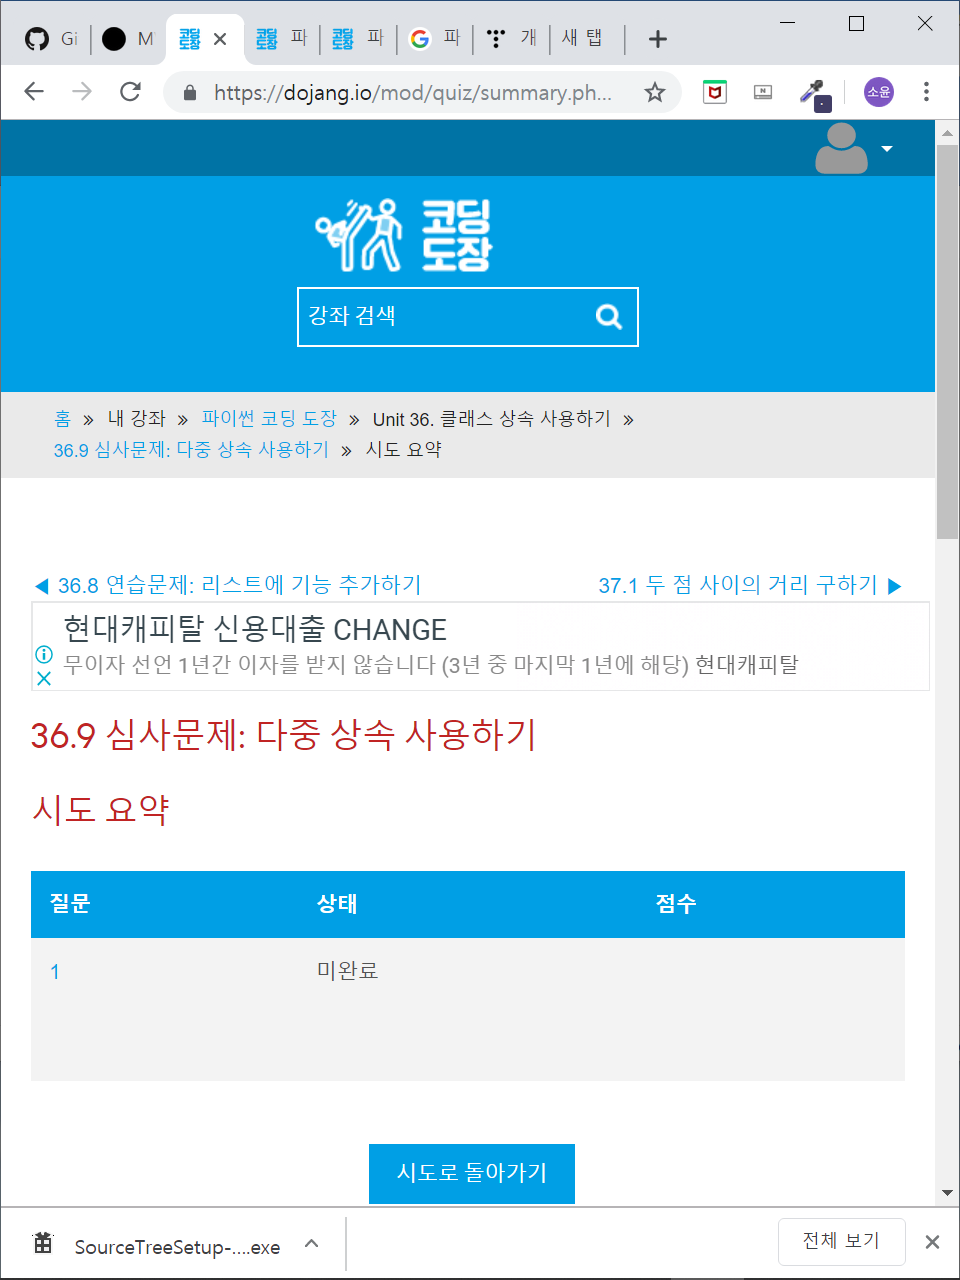 Gi
M
파
파
파
개
새 탭
https://dojang.io/mod/quiz/summary.ph...
소윤
코딩
도장
강좌 검색
홈 » 내 강좌 » 파이썬 코딩 도장 » Unit 36. 클래스 상속 사용하기 »
36.9 심사문제: 다중 상속 사용하기 » 시도 요약
◀ 36.8 연습문제: 리스트에 기능 추가하기 37.1 두 점 사이의 거리 구하기 ▶
현대캐피탈 신용대출 CHANGE
무이자 선언 1년간 이자를 받지 않습니다 (3년 중 마지막 1년에 해당) 현대캐피탈
36.9 심사문제: 다중 상속 사용하기
시도 요약
질문 상태 점수
1 미완료
시도로 돌아가기
SourceTreeSetup-....exe
전체 보기